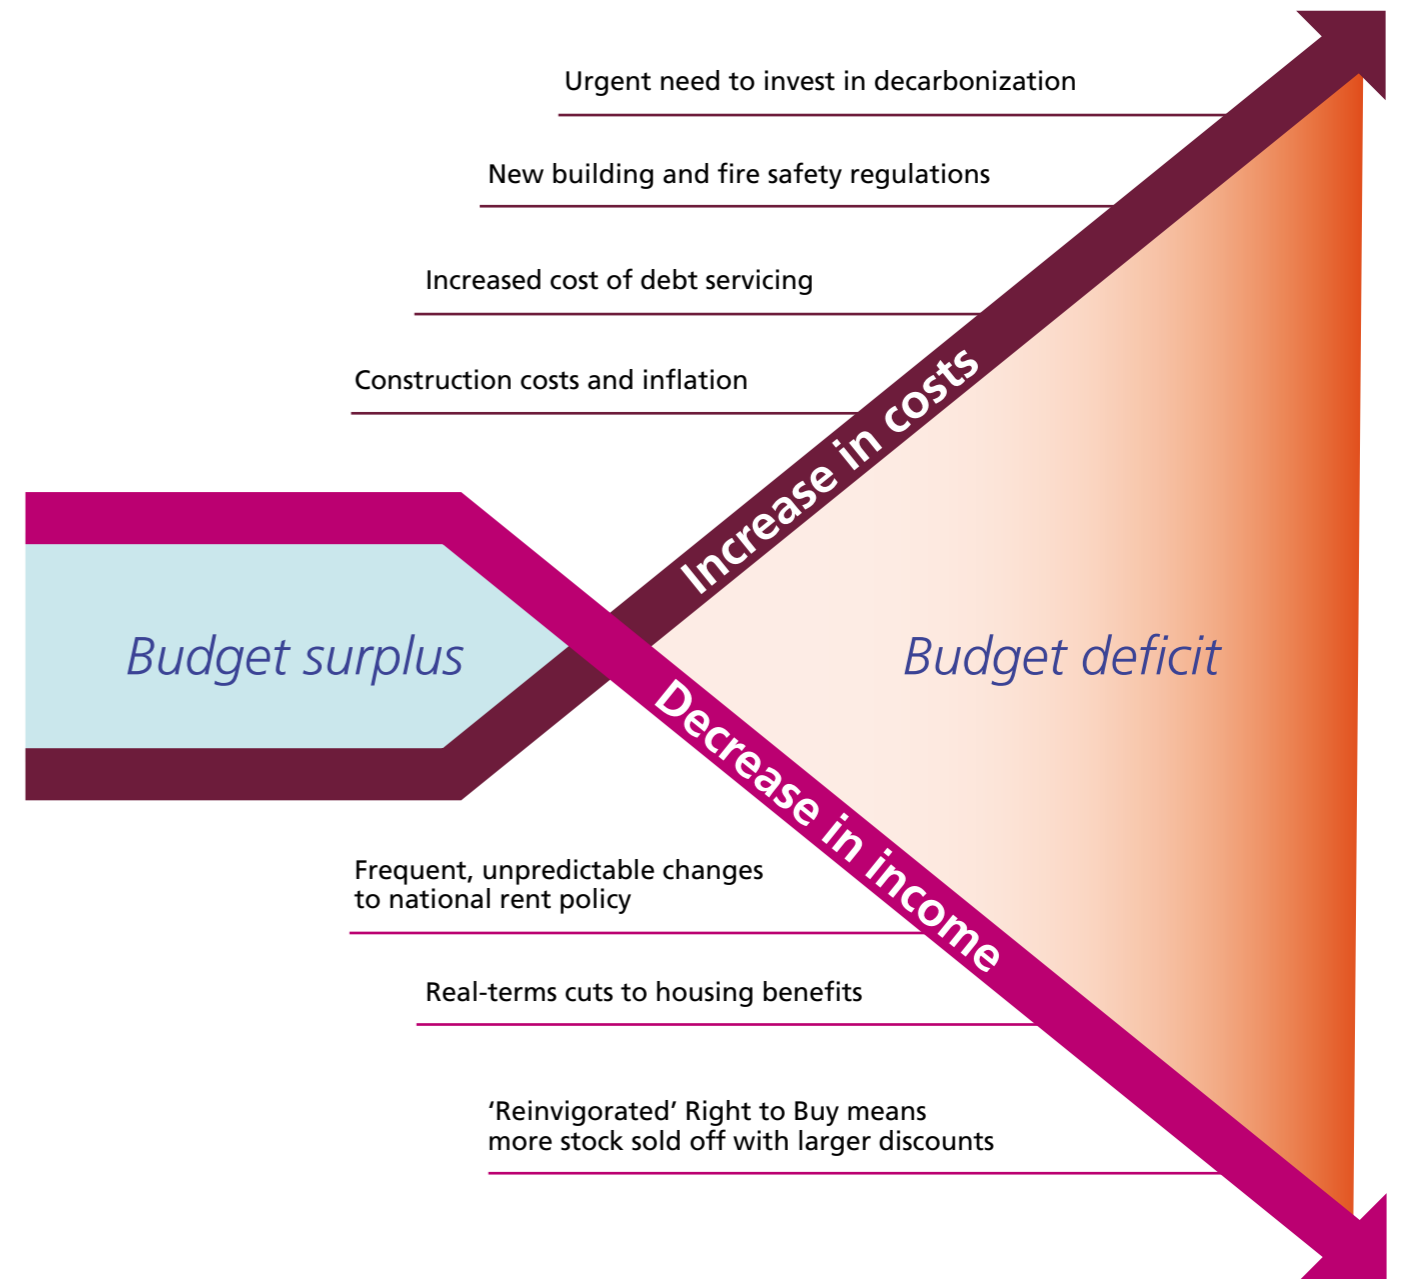 Urgent need to invest in decarbonization
New building and fire safety regulations
Increased cost of debt servicing
Construction costs and inflation
Increase in costs
Budget surplus
Budget deficit
Decrease in income
Frequent, unpredictable changes
to national rent policy
Real-terms cuts to housing benefits
‘Reinvigorated’ Right to Buy means
more stock sold off with larger discounts